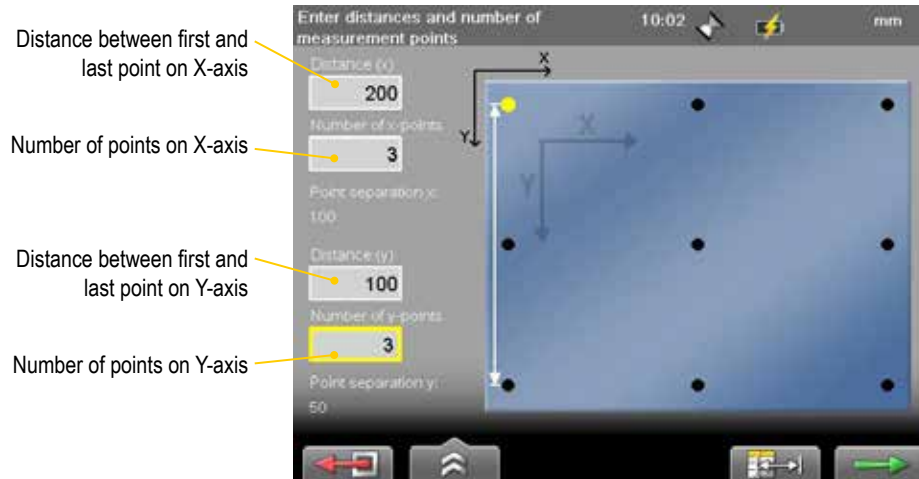 Enter distances and number of
measurement points
10:02
mm
Distance between first and
last point on X-axis
Distance (x)
200
Number of points on X-axis
Number of x-points
3
Point separation x:
100
Distance between first and
last point on Y-axis
Distance (y)
100
Number of points on Y-axis
Number of y-points
3
Point separation y:
50
X
Y
X
Y